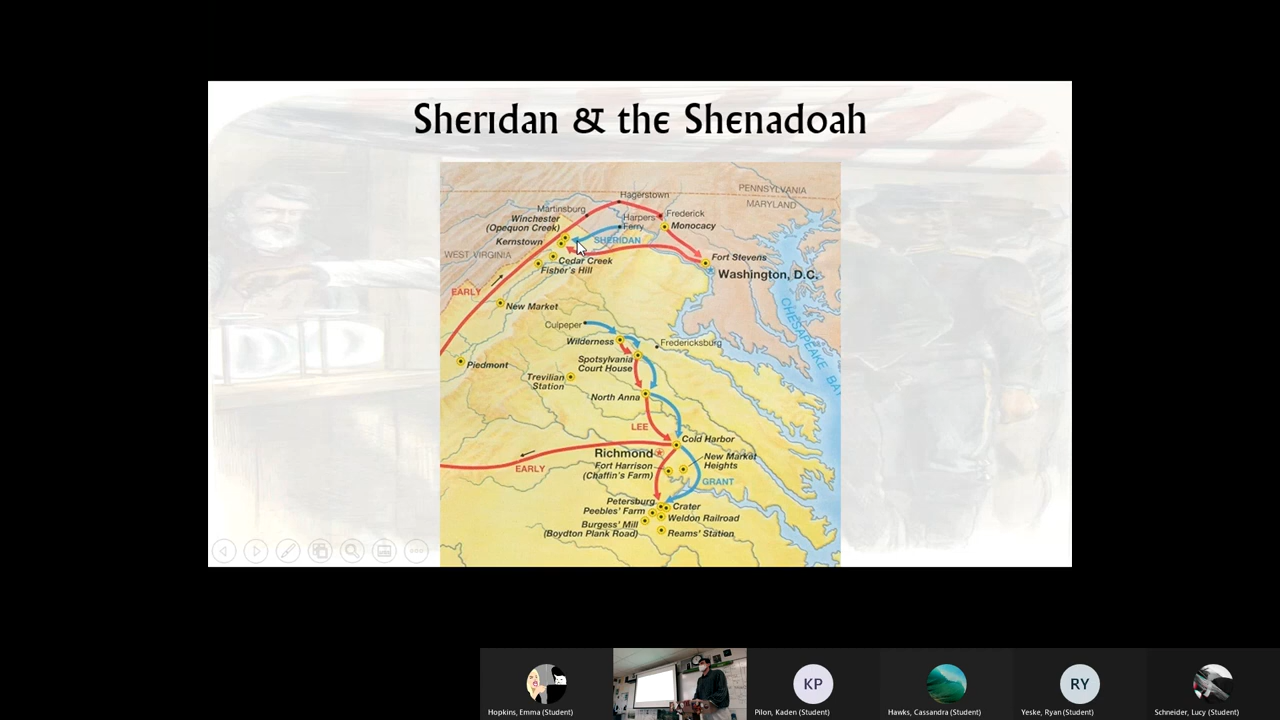 Sheridan & the Shenadoah
PENNSYLVANIA
MARYLAND
Hagerstown
Martinsburg
Frederick
Harpers
Ferry
Monocacy
Winchester
(Opequon Creek)
Kernstown
SHERIDAN
WEST VIRGINIA
Cedar Creek
Fisher's Hill
Fort Stevens
Washington, D.C.
EARLY
New Market
CHESAPEAKE BAY
Culpeper
Wilderness
Fredericksburg
Spotsylvania
Court House
Piedmont
Trevilian
Station
North Anna
LEE
Cold Harbor
Richmond
New Market
Heights
EARLY
Fort Harrison
(Chaffin's Farm)
GRANT
Petersburg
Crater
Peebles' Farm
Weldon Railroad
Burgess' Mill
(Boydton Plank Road)
Reams' Station
KP
RY
Hopkins, Emma (Student)
Pilon, Kaden (Student)
Hawks, Cassandra (Student)
Yeske, Ryan (Student)
Schneider, Lucy (Student)